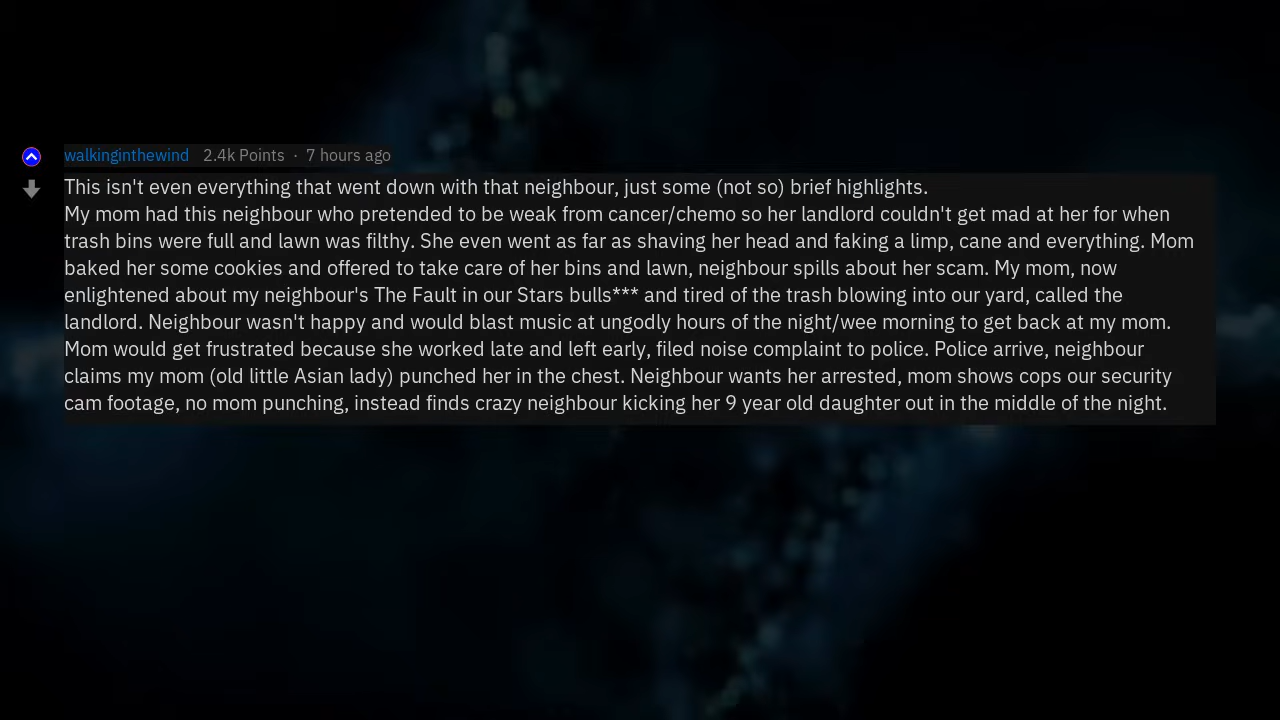 walkinginthewind 2.4k Points · 7 hours ago
This isn't even everything that went down with that neighbour, just some (not so) brief highlights.
My mom had this neighbour who pretended to be weak from cancer/chemo so her landlord couldn't get mad at her for when
trash bins were full and lawn was filthy. She even went as far as shaving her head and faking a limp, cane and everything. Mom
baked her some cookies and offered to take care of her bins and lawn, neighbour spills about her scam. My mom, now
enlightened about my neighbour's The Fault in our Stars bulls*** and tired of the trash blowing into our yard, called the
landlord. Neighbour wasn't happy and would blast music at ungodly hours of the night/wee morning to get back at my mom.
Mom would get frustrated because she worked late and left early, filed noise complaint to police. Police arrive, neighbour
claims my mom (old little Asian lady) punched her in the chest. Neighbour wants her arrested, mom shows cops our security
cam footage, no mom punching, instead finds crazy neighbour kicking her 9 year old daughter out in the middle of the night.